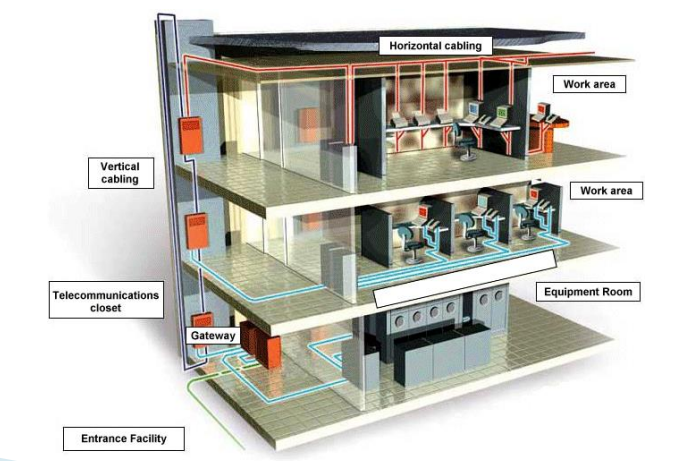 Horizontal cabling
Work area
Vertical
cabling
Work area
Telecommunications
closet
Equipment Room
Gateway
Entrance Facility